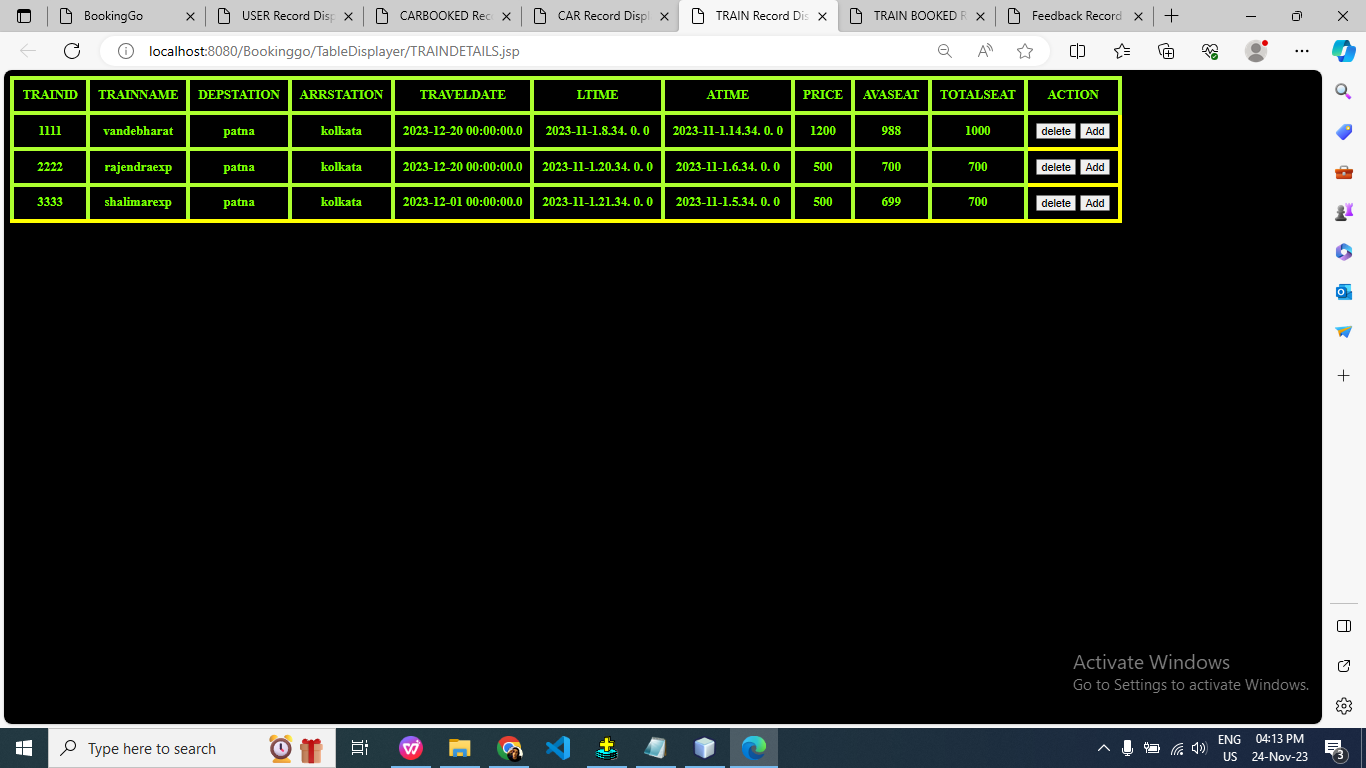 BookingGo
USER Record Disp
CARBOOKED Rec
CAR Record Displ
TRAIN Record Dis
TRAIN BOOKED R
Feedback Record
localhost:8080/Bookinggo/TableDisplayer/TRAINDETAILS.jsp
TRAINID TRAINNAME DEPSTATION ARRSTATION TRAVELDATE LTIME ATIME PRICE AVASEAT TOTALSEAT ACTION
1111 vandebharat patna kolkata 2023-12-20 00:00:00.0 2023-11-1.8.34. 0. 0 2023-11-1.14.34. 0. 0 1200 988 1000 delete Add
2222 rajendraexp patna kolkata 2023-12-20 00:00:00.0 2023-11-1.20.34. 0. 0 2023-11-1.6.34. 0. 0 500 700 700 delete Add
3333 shalimarexp patna kolkata 2023-12-01 00:00:00.0 2023-11-1.21.34. 0. 0 2023-11-1.5.34. 0. 0 500 699 700 delete Add
Activate Windows
Go to Settings to activate Windows.
Type here to search
ENG
US
04:13 PM
24-Nov-23
3